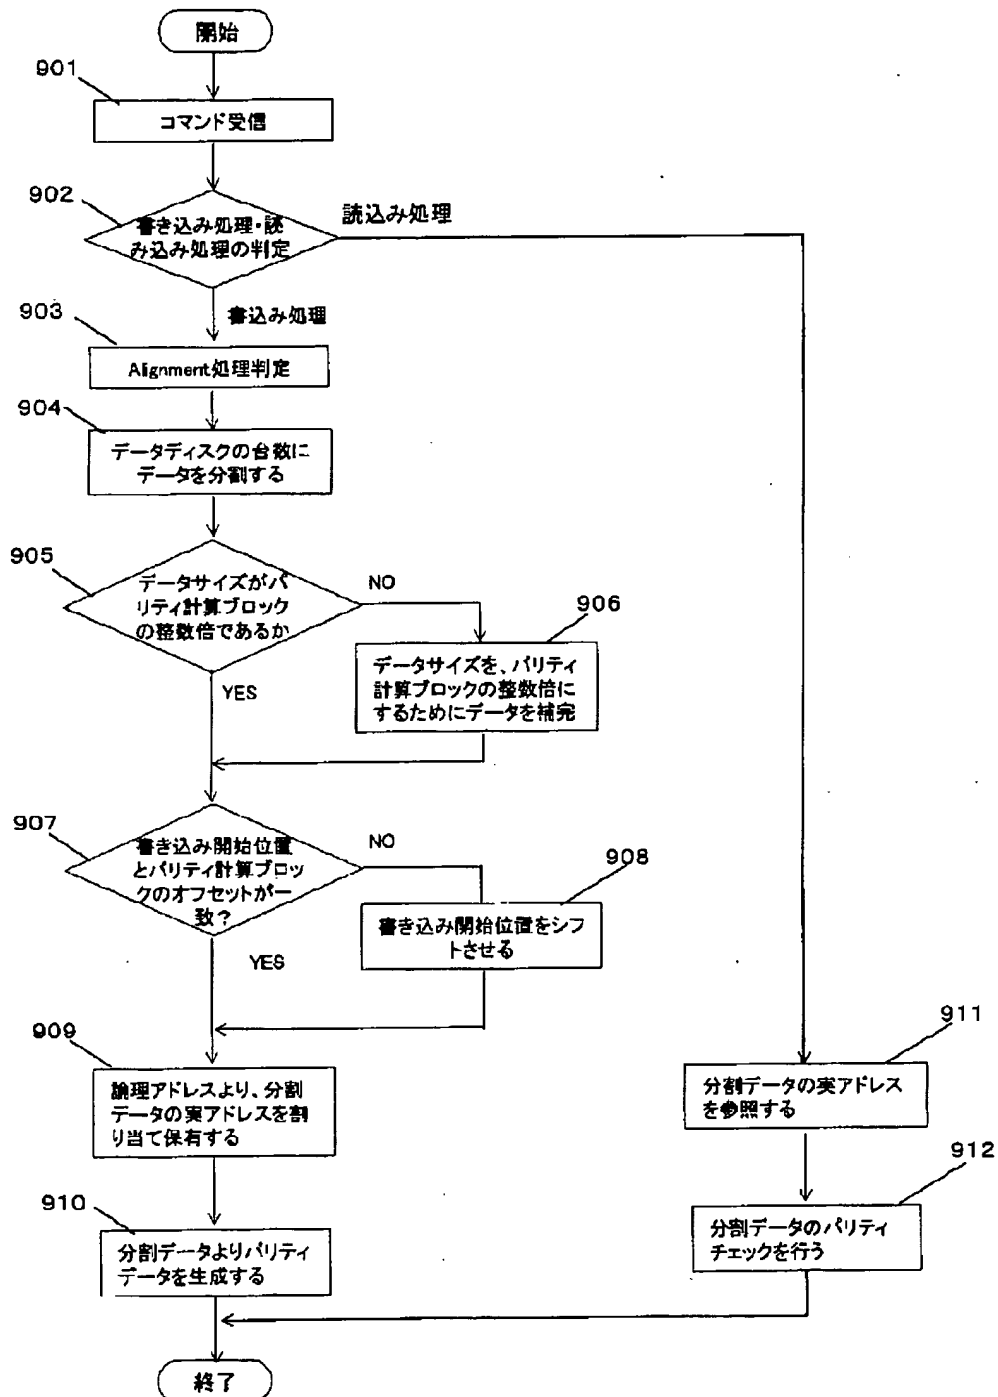 開始
901
コマンド受信
902
書き込み処理・読
み込み処理の判定
読込み処理
書込み処理
903
Alignment処理判定
904
データディスクの台数に
データを分割する
905
データサイズがパ
リティ計算ブロック
の整数倍であるか
NO
YES
906
データサイズを、パリティ
計算ブロックの整数倍に
するためにデータを補完
907
書き込み開始位置
とパリティ計算ブロッ
クのオフセットが一
致？
NO
YES
908
書き込み開始位置をシフ
トさせる
909
論理アドレスより、分割
データの実アドレスを割
り当て保有する
910
分割データよりパリティ
データを生成する
911
分割データの実アドレス
を参照する
912
分割データのパリティ
チェックを行う
終了